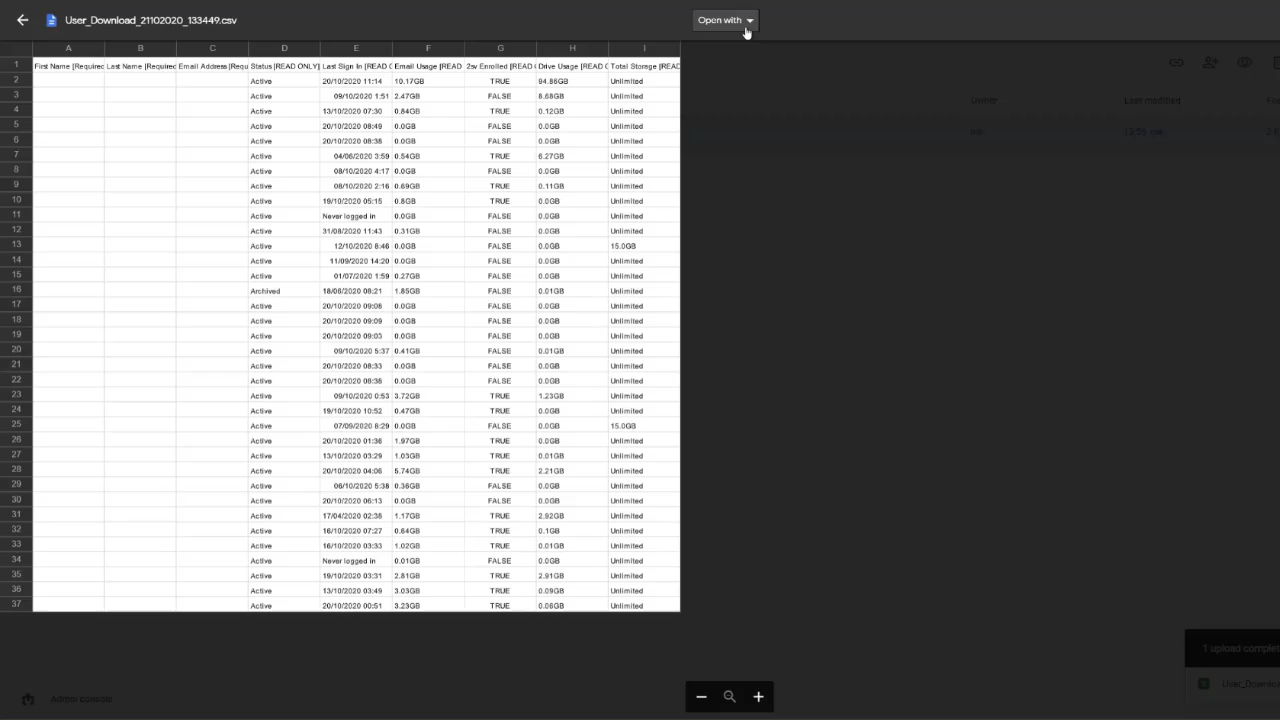 User_Download_21102020_133449.csv
Open with
A B C D E F G H I
1 First Name [Required Last Name [Required Email Address [Requ Status [READ ONLY] Last Sign In [READ O Email Usage [READ 2sv Enrolled [READ O Drive Usage [READ O Total Storage [READ
2 Active 20/10/2020 11:14 10.17GB TRUE 94.86GB Unlimited
3 Active 09/10/2020 1:51 2.47GB FALSE 8.68GB Unlimited
4 Active 13/10/2020 07:30 0.84GB TRUE 0.12GB Unlimited
5 Active 20/10/2020 08:49 0.0GB FALSE 0.0GB Unlimited
6 Active 20/10/2020 08:38 0.0GB FALSE 0.0GB Unlimited
7 Active 04/06/2020 3:59 0.54GB TRUE 6.27GB Unlimited
8 Active 08/10/2020 4:17 0.0GB FALSE 0.0GB Unlimited
9 Active 08/10/2020 2:16 0.69GB TRUE 0.11GB Unlimited
10 Active 19/10/2020 05:15 0.8GB TRUE 0.0GB Unlimited
11 Active Never logged in 0.0GB FALSE 0.0GB Unlimited
12 Active 31/08/2020 11:43 0.31GB FALSE 0.0GB Unlimited
13 Active 12/10/2020 8:46 0.0GB FALSE 0.0GB 15.0GB
14 Active 11/09/2020 14:20 0.0GB FALSE 0.0GB Unlimited
15 Active 01/07/2020 1:59 0.27GB FALSE 0.0GB Unlimited
16 Archived 18/06/2020 08:21 1.85GB FALSE 0.01GB Unlimited
17 Active 20/10/2020 09:08 0.0GB FALSE 0.0GB Unlimited
18 Active 20/10/2020 09:09 0.0GB FALSE 0.0GB Unlimited
19 Active 20/10/2020 09:03 0.0GB FALSE 0.0GB Unlimited
20 Active 09/10/2020 5:37 0.41GB FALSE 0.01GB Unlimited
21 Active 20/10/2020 08:33 0.0GB FALSE 0.0GB Unlimited
22 Active 20/10/2020 08:38 0.0GB FALSE 0.0GB Unlimited
23 Active 09/10/2020 0:53 3.72GB TRUE 1.23GB Unlimited
24 Active 19/10/2020 10:52 0.47GB TRUE 0.0GB Unlimited
25 Active 07/09/2020 8:29 0.0GB FALSE 0.0GB 15.0GB
26 Active 20/10/2020 01:36 1.97GB TRUE 0.0GB Unlimited
27 Active 13/10/2020 03:29 1.03GB TRUE 0.01GB Unlimited
28 Active 20/10/2020 04:06 5.74GB TRUE 2.21GB Unlimited
29 Active 06/10/2020 5:38 0.36GB FALSE 0.0GB Unlimited
30 Active 20/10/2020 06:13 0.0GB FALSE 0.0GB Unlimited
31 Active 17/04/2020 02:38 1.17GB TRUE 2.92GB Unlimited
32 Active 16/10/2020 07:27 0.64GB TRUE 0.1GB Unlimited
33 Active 16/10/2020 03:33 1.02GB TRUE 0.01GB Unlimited
34 Active Never logged in 0.01GB FALSE 0.0GB Unlimited
35 Active 19/10/2020 03:31 2.81GB TRUE 2.91GB Unlimited
36 Active 13/10/2020 03:49 3.03GB TRUE 0.09GB Unlimited
37 Active 20/10/2020 00:51 3.23GB TRUE 0.06GB Unlimited
Owner Last modified
1 upload complet
User_Downloa
Admin console